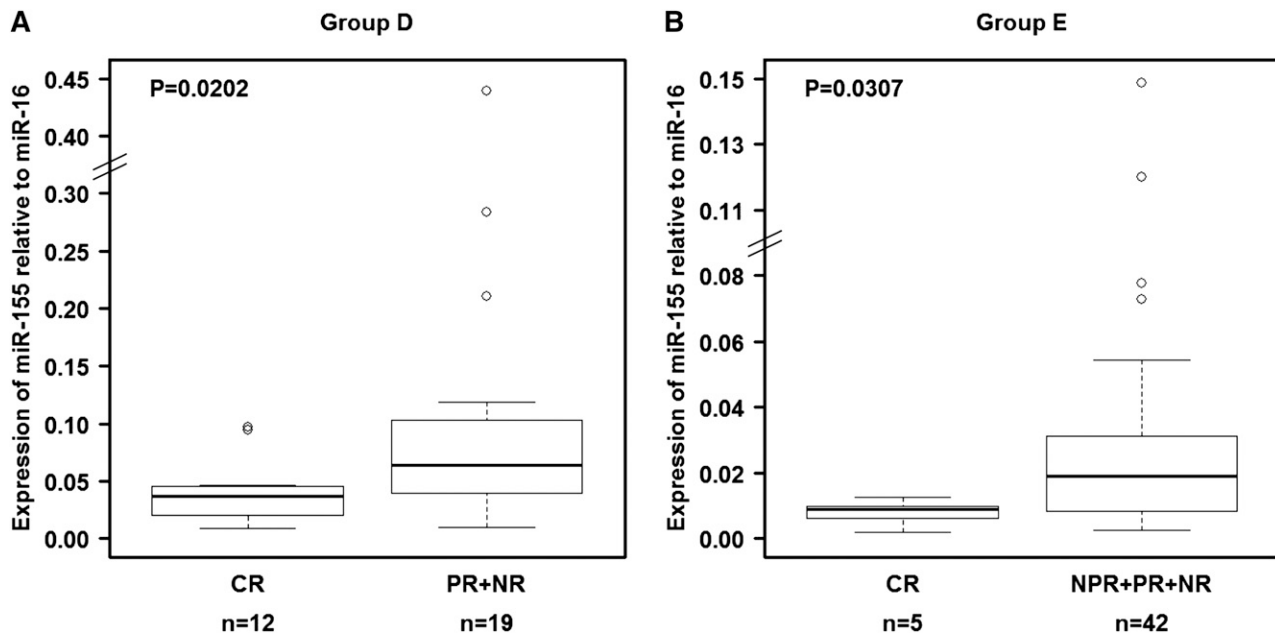 A
Group D
Expression of miR-155 relative to miR-16
P=0.0202
0.45
0.40
0.30
0.25
0.20
0.15
0.10
0.05
0.00
CR
PR+NR
n=12
n=19
B
Group E
Expression of miR-155 relative to miR-16
P=0.0307
0.15
0.13
0.11
0.08
0.06
0.04
0.02
0.00
CR
NPR+PR+NR
n=5
n=42